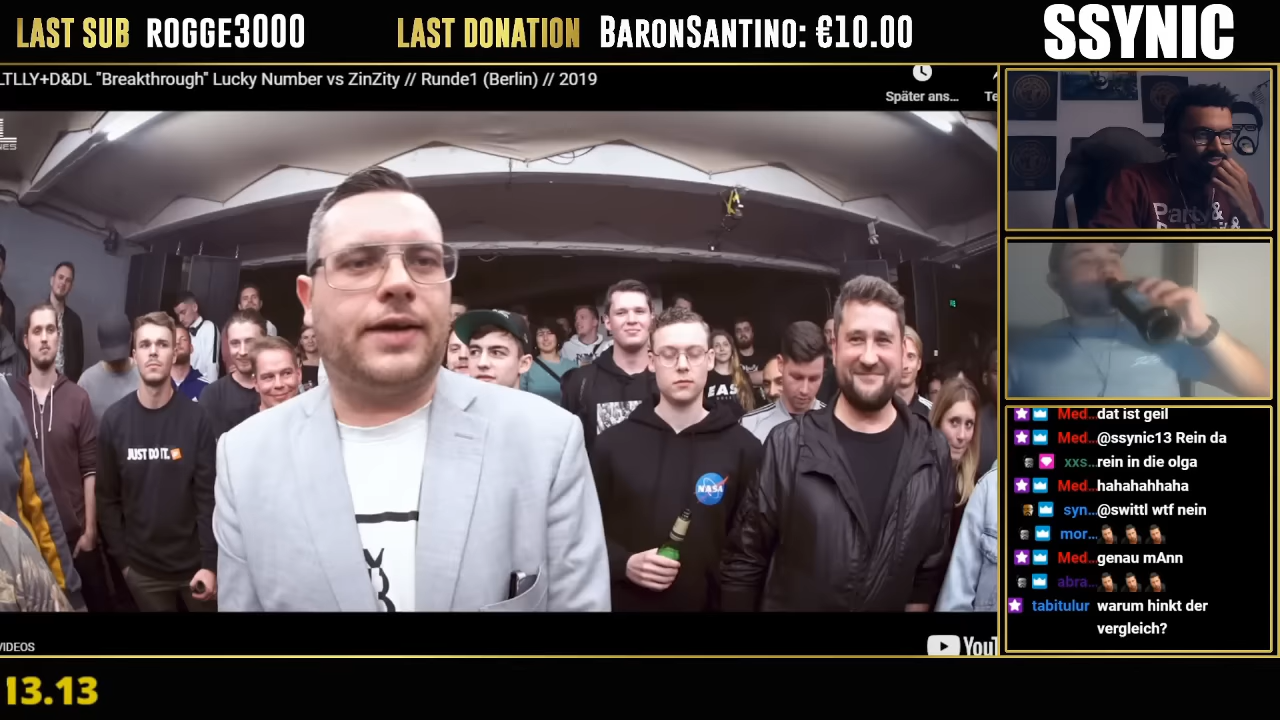 LAST SUB ROGGE3000
LAST DONATION BARONSANTINO: €10.00
SSYNIC
LTLLY+D&DL "Breakthrough" Lucky Number vs ZinZity // Runde1 (Berlin) // 2019
Später ans...
Te
JUST DO IT.
NASA
EAS
Party &
Med... dat ist geil
Med... @ssynic13 Rein da
xxs... rein in die olga
Med... hahahahhaha
syn... @swittl wtf nein
mor...
Med... genau mAnn
abra...
tabitulur warum hinkt der
vergleich?
VIDEOS
YouT
13.13